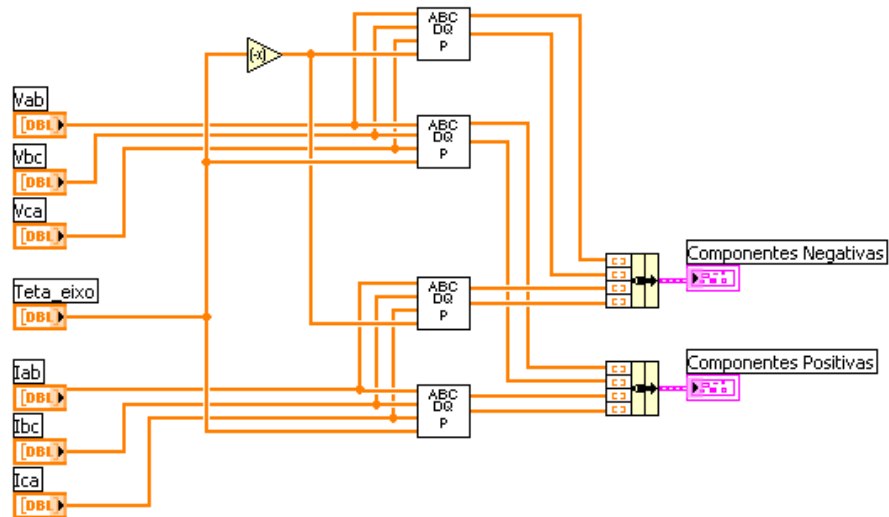 ABC
DQ
P
[-X]
Vab
[DBL]
ABC
DQ
P
Vbc
[DBL]
Vca
[DBL]
Componentes Negativas
Teta_eixo
[DBL]
ABC
DQ
P
Componentes Positivas
Iab
[DBL]
ABC
DQ
P
Ibc
[DBL]
Ica
[DBL]